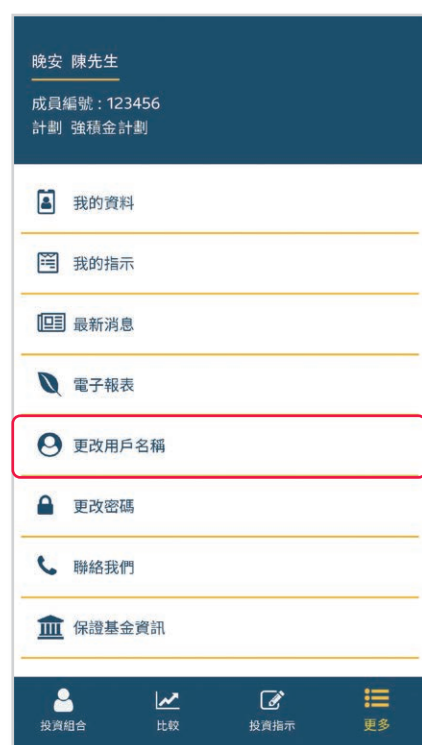 晚安 陳先生
成員編號 : 123456
計劃 強積金計劃
我的資料
我的指示
最新消息
電子報表
更改用戶名稱
更改密碼
聯絡我們
保證基金資訊
投資組合 比較 投資指示 更多